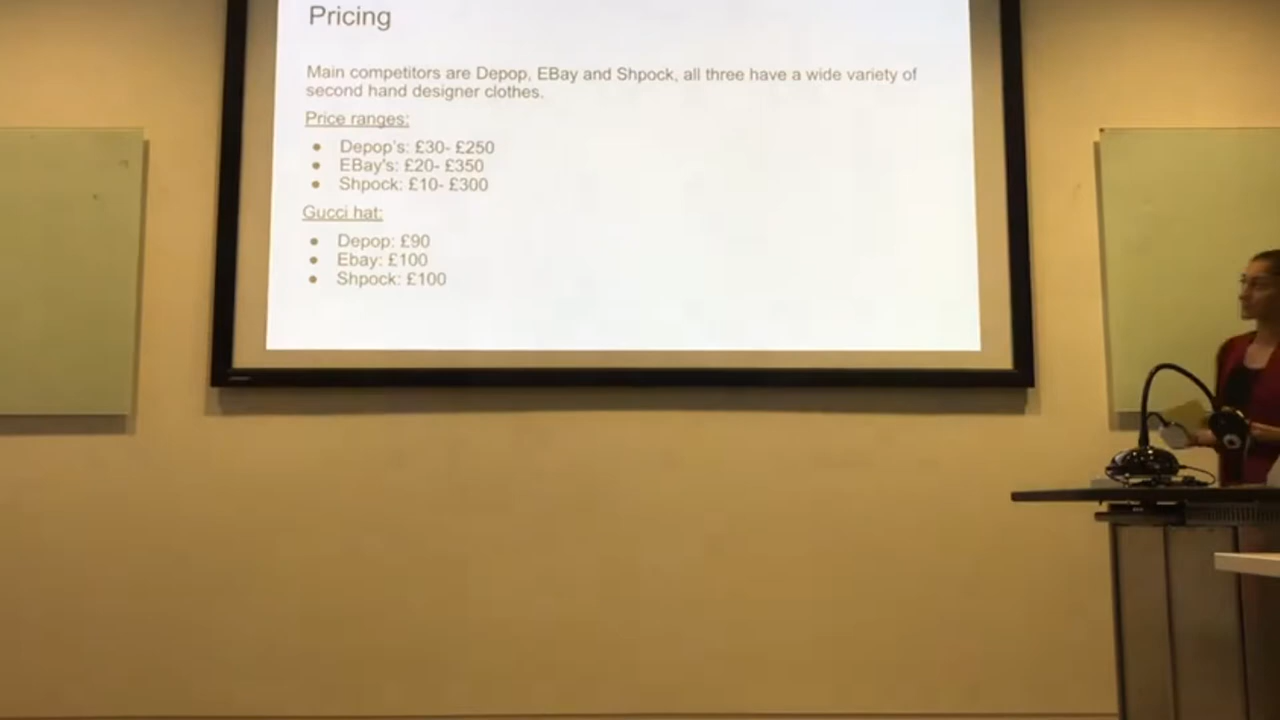 Pricing
Main competitors are Depop, EBay and Shpock, all three have a wide variety of
second hand designer clothes.
Price ranges:
Depop's: £30- £250
EBay's: £20- £350
Shpock: £10- £300
Gucci hat:
Depop: £90
Ebay: £100
Shpock: £100